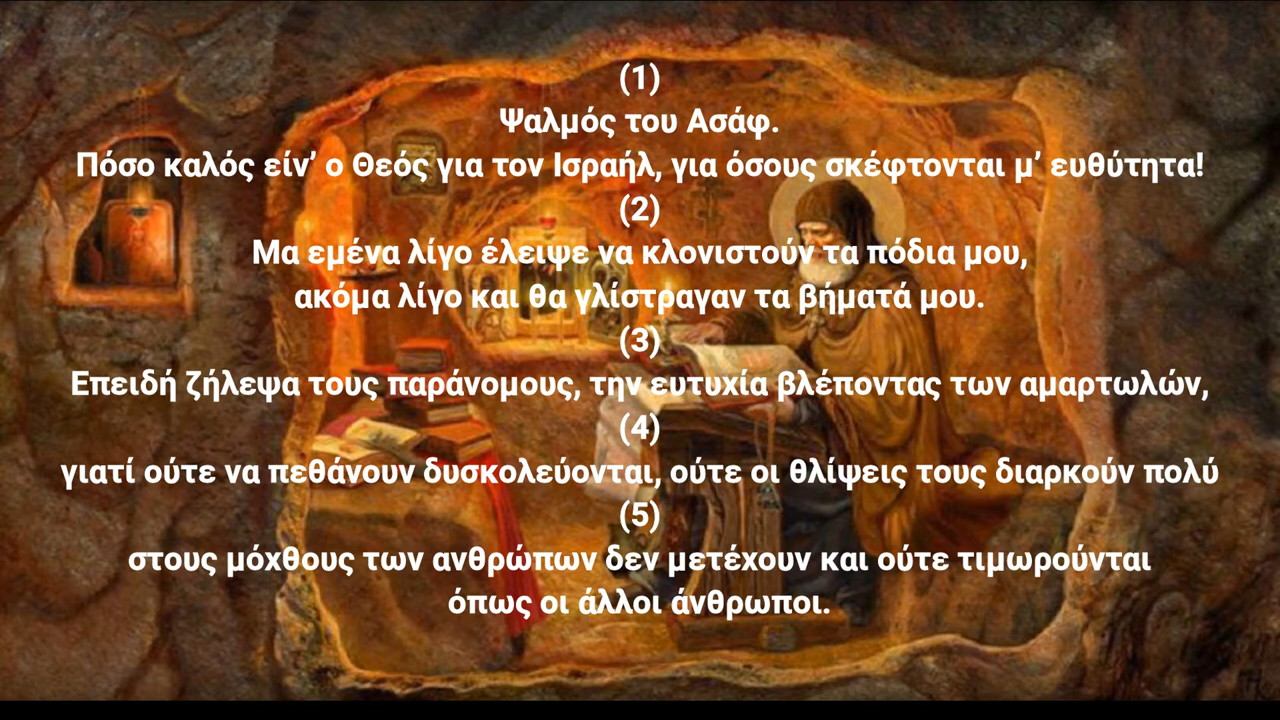 (1)
Ψαλμός του Ασάφ.
Πόσο καλός είν’ ο Θεός για τον Ισραήλ, για όσους σκέφτονται μ’ ευθύτητα!
(2)
Μα εμένα λίγο έλειψε να κλονιστούν τα πόδια μου,
ακόμα λίγο και θα γλίστραγαν τα βήματά μου.
(3)
Επειδή ζήλεψα τους παράνομους, την ευτυχία βλέποντας των αμαρτωλών,
(4)
γιατί ούτε να πεθάνουν δυσκολεύονται, ούτε οι θλίψεις τους διαρκούν πολύ
(5)
στους μόχθους των ανθρώπων δεν μετέχουν και ούτε τιμωρούνται
όπως οι άλλοι άνθρωποι.